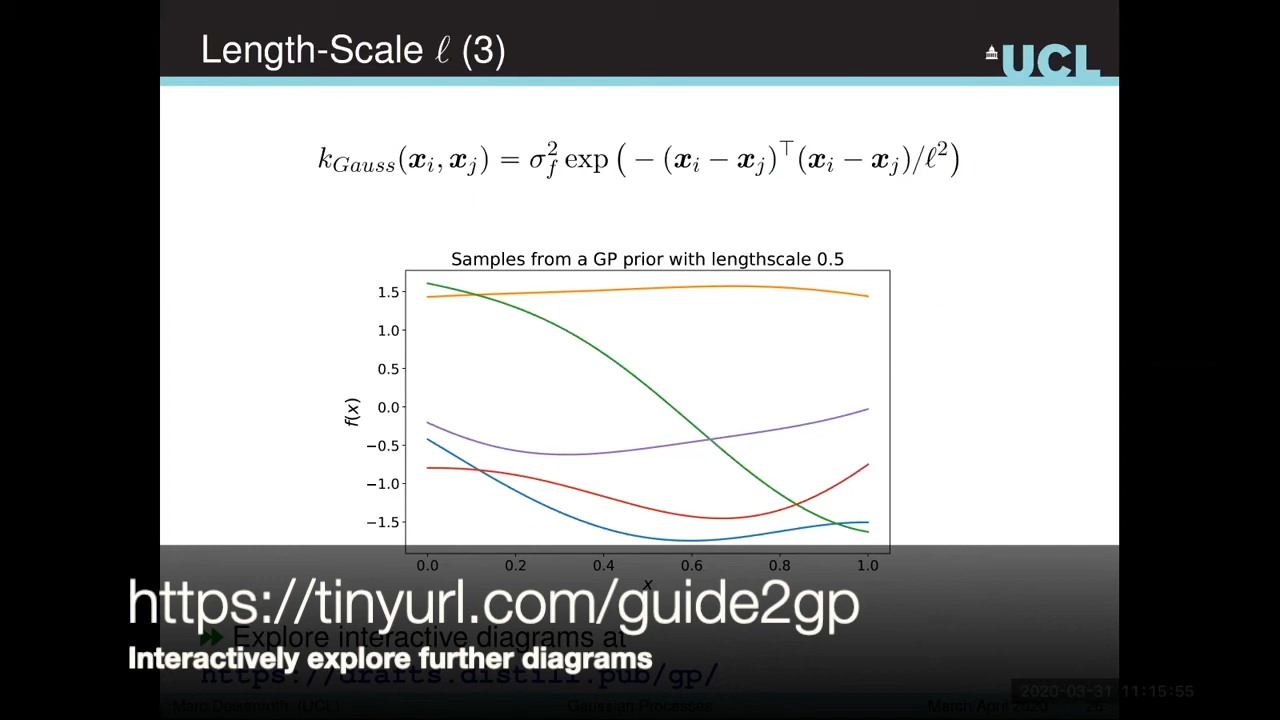 Length-Scale ℓ (3)
UCL
k_Gauss(x_i, x_j) = σ_f^2 exp ( − (x_i − x_j)^⊤ (x_i − x_j)/ℓ^2 )
Samples from a GP prior with lengthscale 0.5
1.5
1.0
0.5
0.0
−0.5
−1.0
−1.5
f(x)
0.0 0.2 0.4 0.6 0.8 1.0
x
https://tinyurl.com/guide2gp
Explore interactive diagrams at
Interactively explore further diagrams
https://drafts.distill.pub/gp/
2020-03-31 11:15:55
Marc Deisenroth (UCL) Gaussian Processes March/April 2020